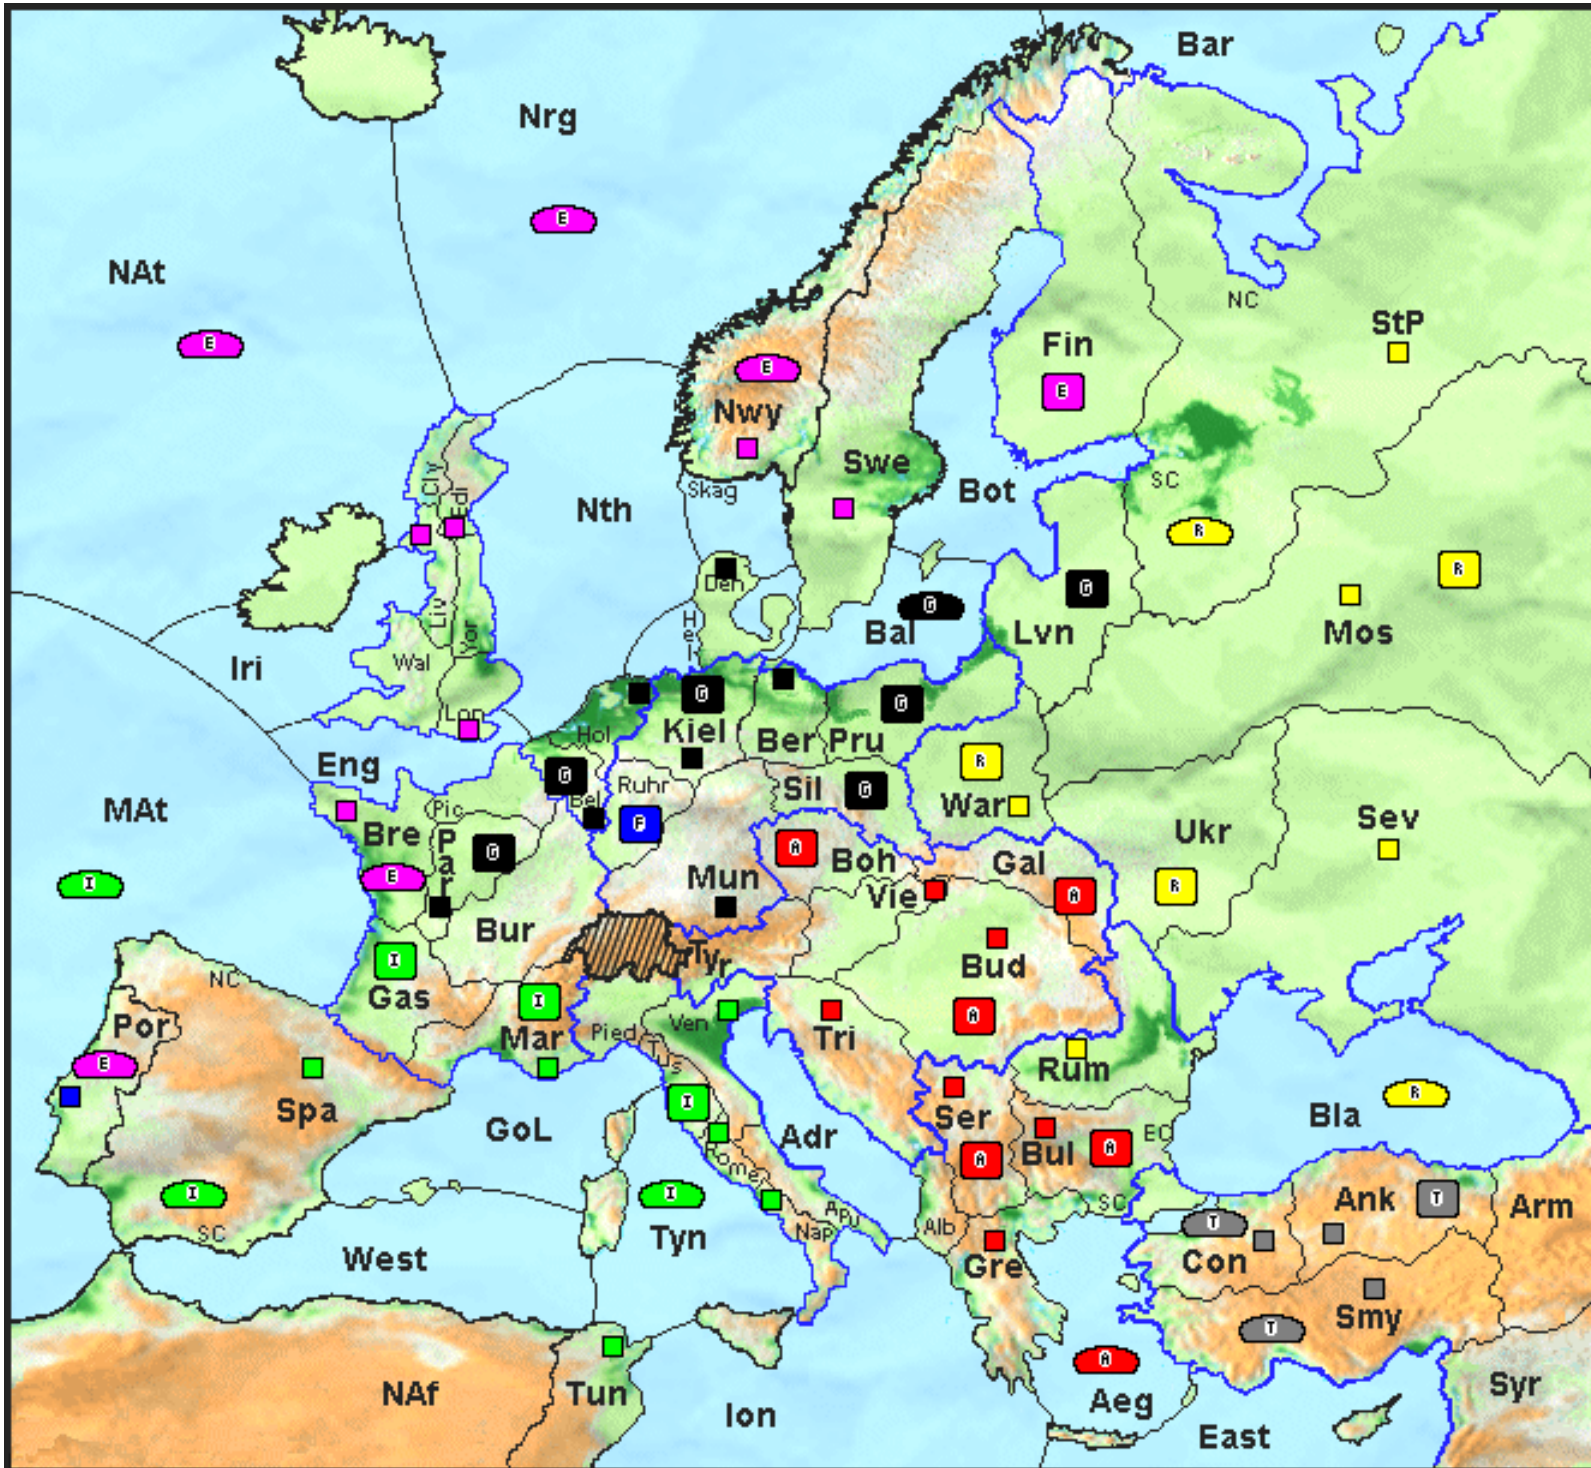 Bar
Nrg
E
NAt
E
NC
StP
Fin
E
E
Nwy
Swe
SC
Skag
Bot
Nth
Cly
Edi
R
R
Den
G
G
Bal
Lvn
Mos
Hel
Liv
Yor
Iri
Wal
Lon
G
G
Hol
Kiel
Ber
Pru
Eng
G
Ruhr
Sil
G
R
War
MAt
Pic
Bel
F
Ukr
Sev
Bre
Par
G
A
Boh
Gal
E
I
Mun
Vie
A
R
Bur
Tyr
I
Bud
NC
Gas
I
A
Por
Mar
Pied
Ven
Tri
Tus
Rum
E
Spa
I
Ser
R
GoL
Adr
Bla
Rome
A
Bul
A
EC
I
I
Ank
T
Arm
SC
Tyn
Nap
Apu
Alb
SC
T
West
Gre
Con
Smy
T
A
NAf
Tun
Ion
Aeg
Syr
East